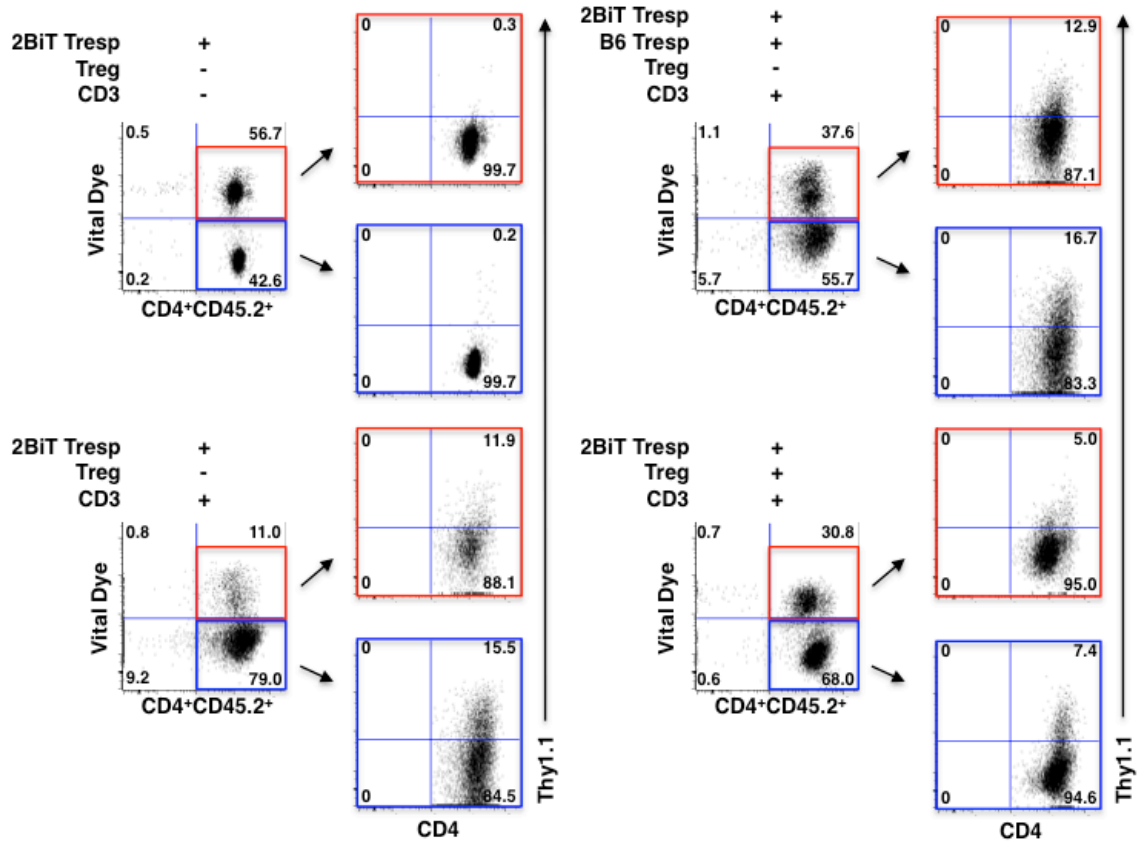 2BiT Tresp +
Treg -
CD3 -
0.5 56.7
0.2 42.6
Vital Dye
CD4+CD45.2+
0 0.3
0 99.7
0 0.2
0 99.7
2BiT Tresp +
Treg -
CD3 +
0.8 11.0
9.2 79.0
Vital Dye
CD4+CD45.2+
0 11.9
0 88.1
0 15.5
0 84.5
CD4
Thy1.1
2BiT Tresp +
B6 Tresp +
Treg -
CD3 +
1.1 37.6
5.7 55.7
Vital Dye
CD4+CD45.2+
0 12.9
0 87.1
0 16.7
0 83.3
2BiT Tresp +
Treg +
CD3 +
0.7 30.8
0.6 68.0
Vital Dye
CD4+CD45.2+
0 5.0
0 95.0
0 7.4
0 94.6
CD4
Thy1.1